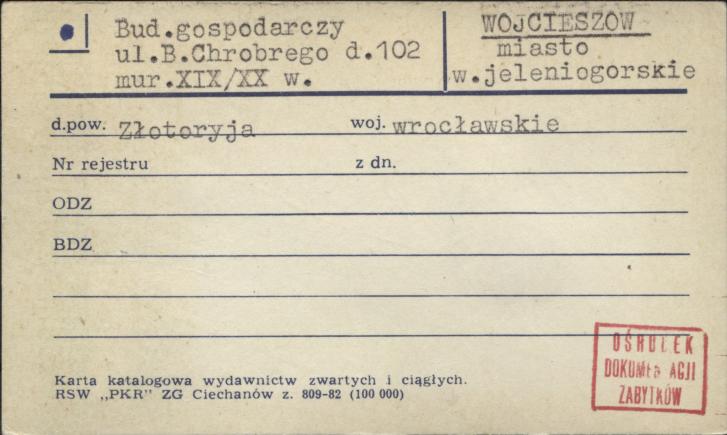 Bud.gospodarczy
ul.B.Chrobrego d.102
mur.XIX/XX w.
WOJCIESZÓW
miasto
w.jeleniogorskie
d.pow. Złotoryja woj. wrocławskie
Nr rejestru z dn.
ODZ
BDZ
OŚRODEK
DOKUMENTACJI
ZABYTKÓW
Karta katalogowa wydawnictw zwartych i ciągłych.
RSW „PKR" ZG Ciechanów z. 809-82 (100 000)